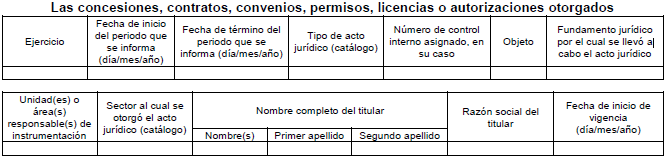 Las concesiones, contratos, convenios, permisos, licencias o autorizaciones otorgados
Ejercicio
Fecha de inicio
del periodo que
se informa
(día/mes/año)
Fecha de término del
periodo que se
informa (día/mes/año)
Tipo de acto
jurídico (catálogo)
Número de control
interno asignado, en
su caso
Objeto
Fundamento jurídico
por el cual se llevó a
cabo el acto jurídico
Unidad(es) o
área(s)
responsable(s) de
instrumentación
Sector al cual se
otorgó el acto
jurídico (catálogo)
Nombre completo del titular
Nombre(s)
Primer apellido
Segundo apellido
Razón social del
titular
Fecha de inicio de
vigencia
(día/mes/año)